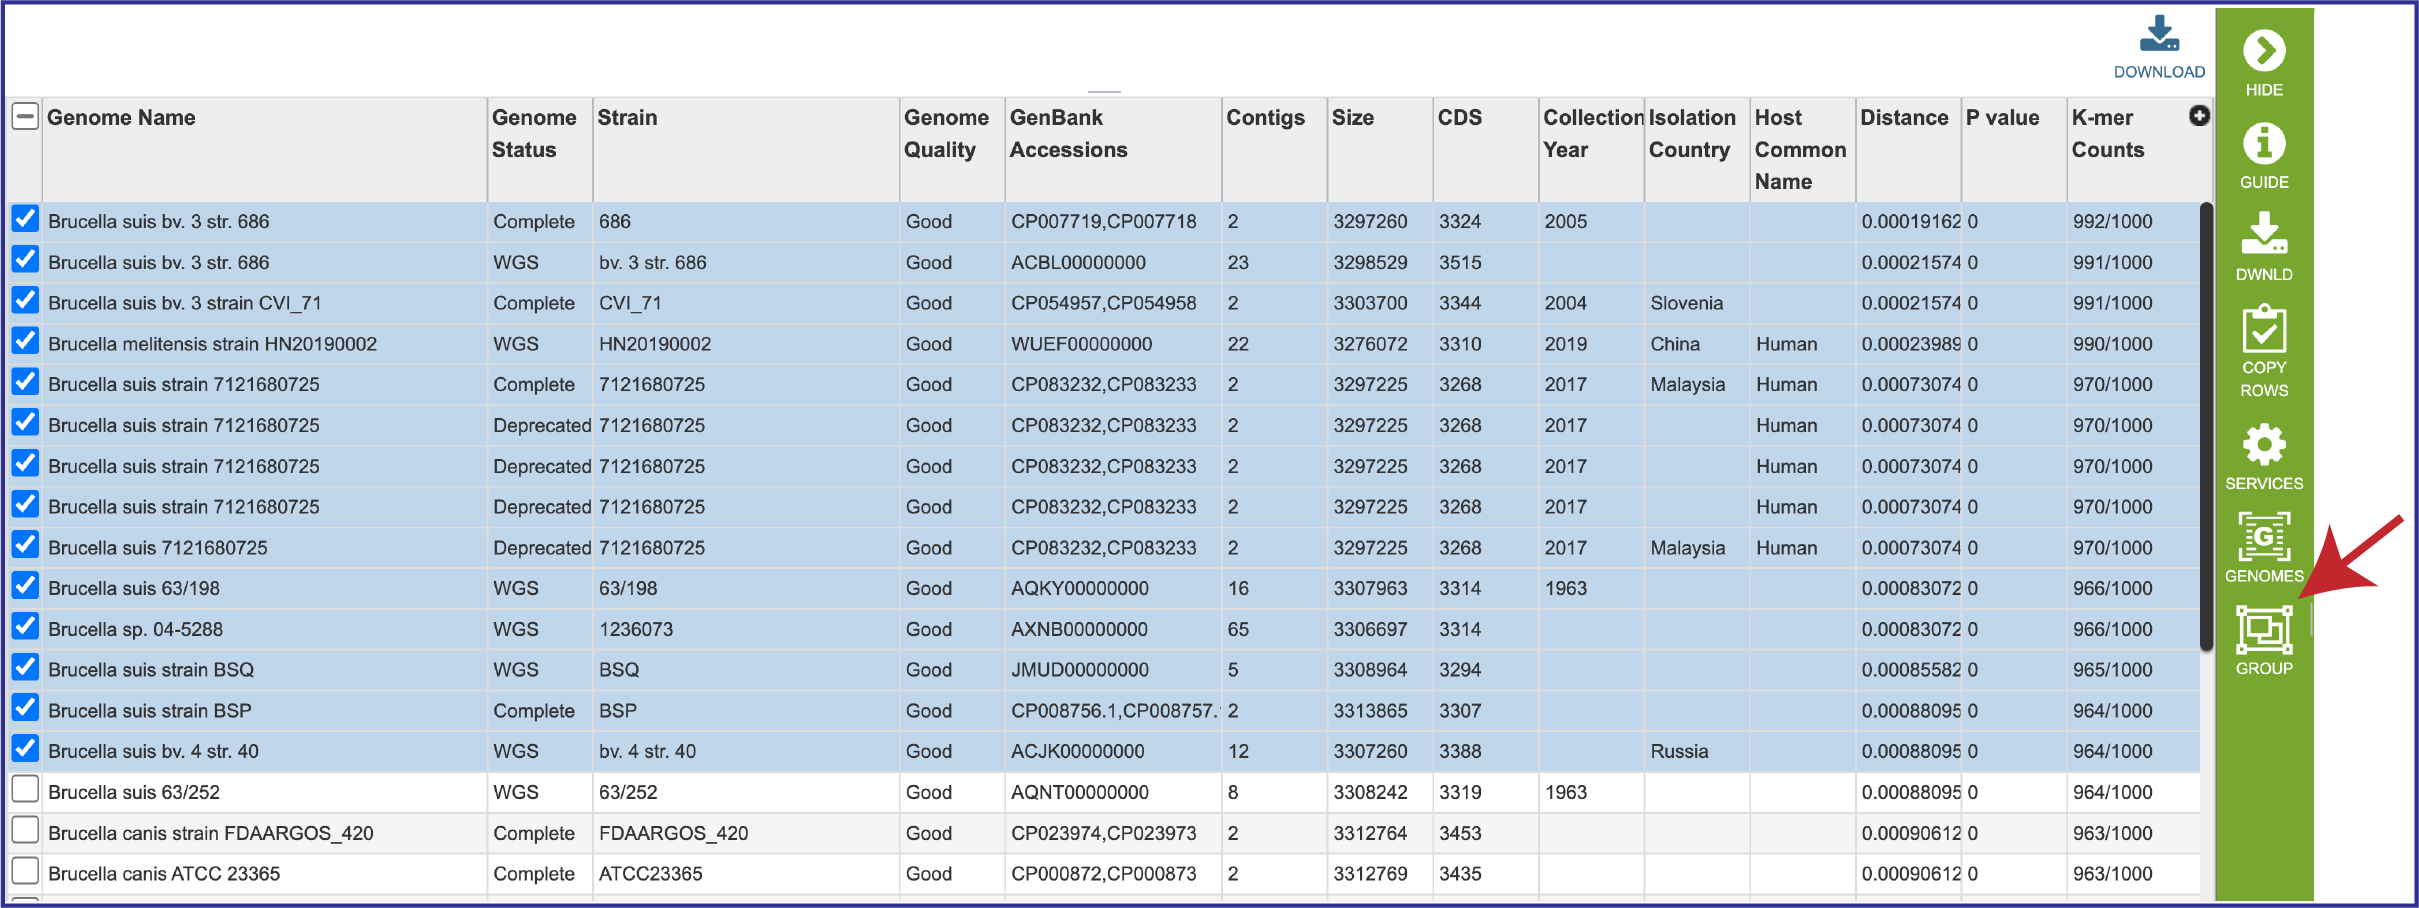 DOWNLOAD
Genome Name Genome Status Strain Genome Quality GenBank Accessions Contigs Size CDS Collection Year Isolation Country Host Common Name Distance P value K-mer Counts
Brucella suis bv. 3 str. 686 Complete 686 Good CP007719,CP007718 2 3297260 3324 2005 0.00019162 0 992/1000
Brucella suis bv. 3 str. 686 WGS bv. 3 str. 686 Good ACBL00000000 23 3298529 3515 0.00021574 0 991/1000
Brucella suis bv. 3 strain CVI_71 Complete CVI_71 Good CP054957,CP054958 2 3303700 3344 2004 Slovenia 0.00021574 0 991/1000
Brucella melitensis strain HN20190002 WGS HN20190002 Good WUEF00000000 22 3276072 3310 2019 China Human 0.00023989 0 990/1000
Brucella suis strain 7121680725 Complete 7121680725 Good CP083232,CP083233 2 3297225 3268 2017 Malaysia Human 0.00073074 0 970/1000
Brucella suis strain 7121680725 Deprecated 7121680725 Good CP083232,CP083233 2 3297225 3268 2017 Human 0.00073074 0 970/1000
Brucella suis strain 7121680725 Deprecated 7121680725 Good CP083232,CP083233 2 3297225 3268 2017 Human 0.00073074 0 970/1000
Brucella suis strain 7121680725 Deprecated 7121680725 Good CP083232,CP083233 2 3297225 3268 2017 Human 0.00073074 0 970/1000
Brucella suis 7121680725 Deprecated 7121680725 Good CP083232,CP083233 2 3297225 3268 2017 Malaysia Human 0.00073074 0 970/1000
Brucella suis 63/198 WGS 63/198 Good AQKY00000000 16 3307963 3314 1963 0.00083072 0 966/1000
Brucella sp. 04-5288 WGS 1236073 Good AXNB00000000 65 3306697 3314 0.00083072 0 966/1000
Brucella suis strain BSQ WGS BSQ Good JMUD00000000 5 3308964 3294 0.00085582 0 965/1000
Brucella suis strain BSP Complete BSP Good CP008756.1,CP008757. 2 3313865 3307 0.00088095 0 964/1000
Brucella suis bv. 4 str. 40 WGS bv. 4 str. 40 Good ACJK00000000 12 3307260 3388 Russia 0.00088095 0 964/1000
Brucella suis 63/252 WGS 63/252 Good AQNT00000000 8 3308242 3319 1963 0.00088095 0 964/1000
Brucella canis strain FDAARGOS_420 Complete FDAARGOS_420 Good CP023974,CP023973 2 3312764 3453 0.00090612 0 963/1000
Brucella canis ATCC 23365 Complete ATCC23365 Good CP000872,CP000873 2 3312769 3435 0.00090612 0 963/1000
HIDE
GUIDE
DWNLD
COPY
ROWS
SERVICES
G
GENOMES
GROUP